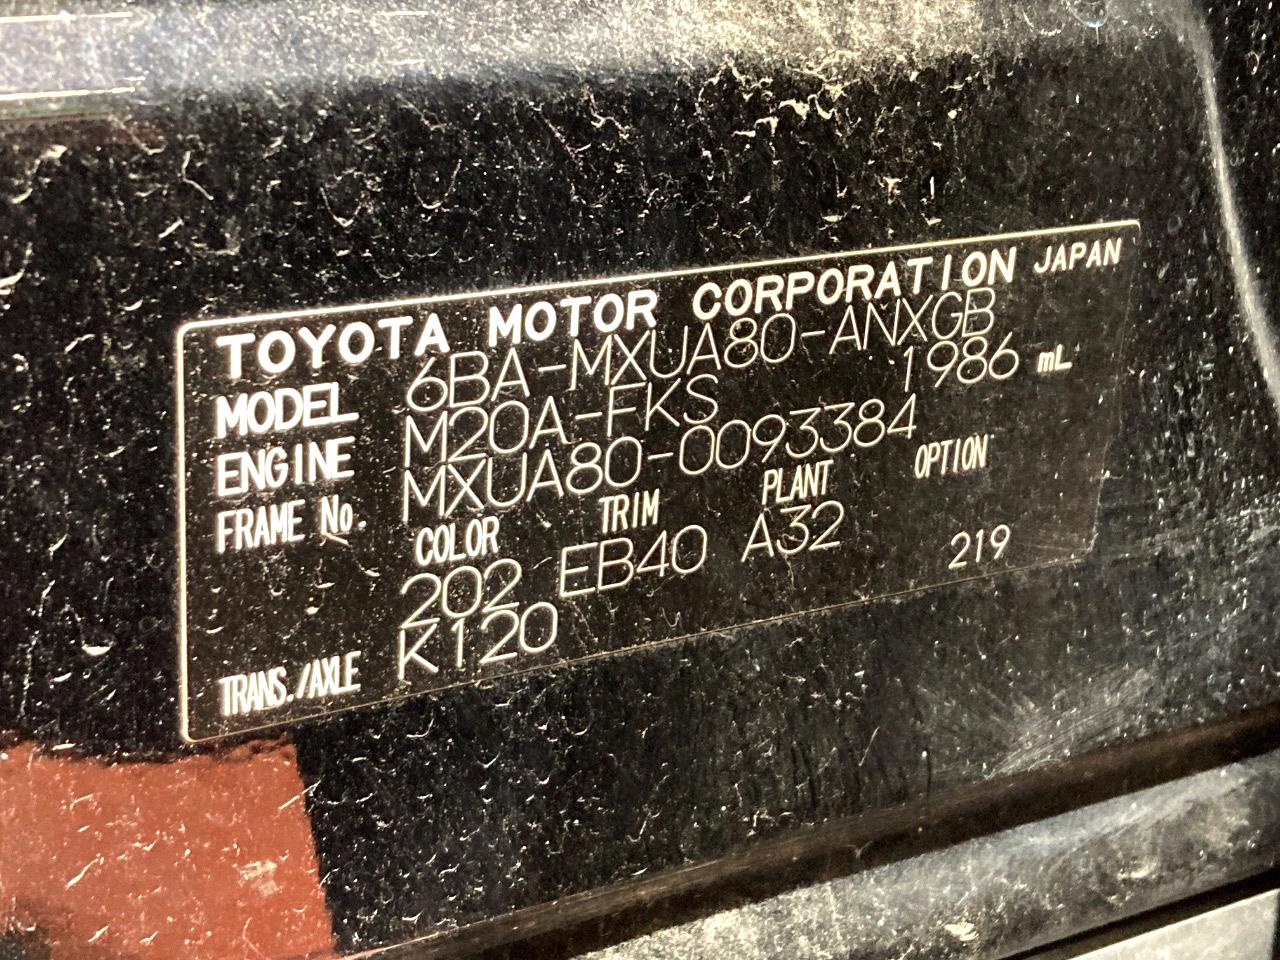 TOYOTA MOTOR CORPORATION JAPAN
MODEL 6BA-MXUA80-ANXGB
ENGINE M20A-FKS 1986 mL
FRAME No. MXUA80-0093384
COLOR TRIM PLANT OPTION
202 EB40 A32 219
TRANS./AXLE K120